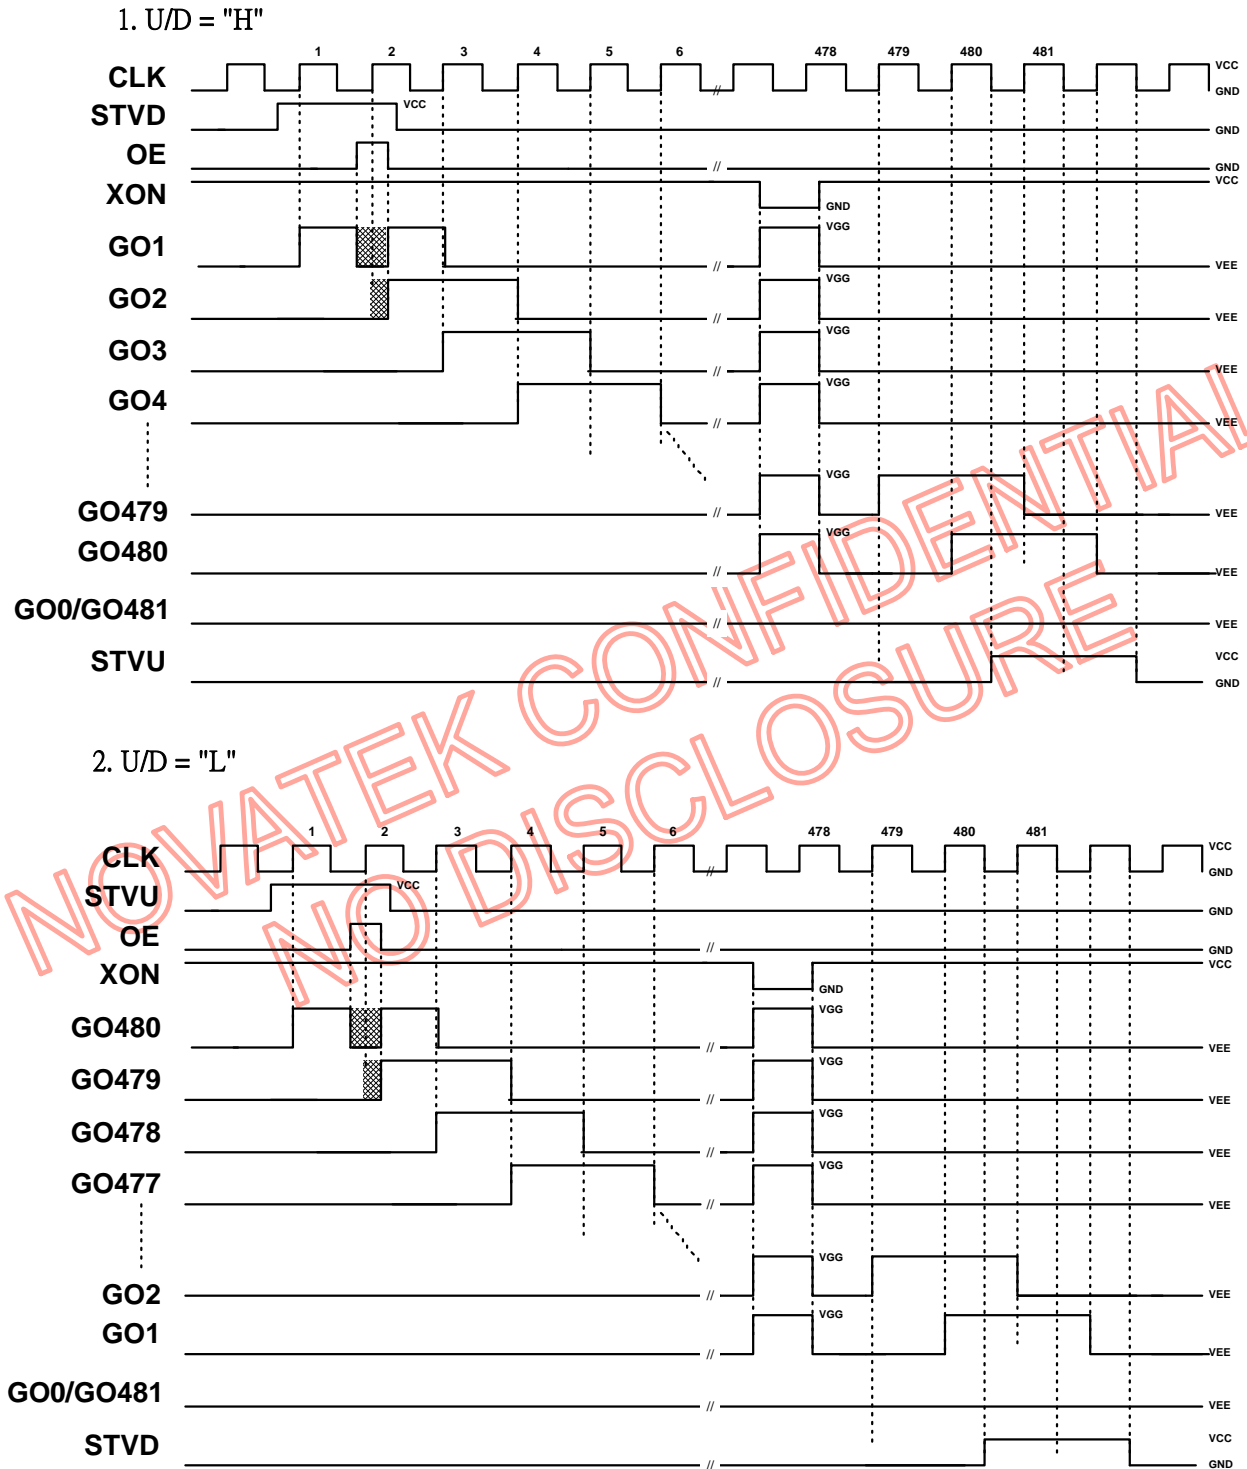 1. U/D = "H"
1 2 3 4 5 6 478 479 480 481
CLK VCC GND
STVD VCC GND
OE // GND
XON VCC GND
GO1 // VGG VEE
GO2 // VGG VEE
GO3 // VGG VEE
GO4 // VGG VEE
GO479 // VGG VEE
GO480 // VGG VEE
GO0/GO481 // VEE
STVU // VCC GND
NOVATEK CONFIDENTIAL
NO DISCLOSURE
2. U/D = "L"
1 2 3 4 5 6 478 479 480 481
CLK // VCC GND
STVU VCC GND
OE // GND
XON VCC GND
GO480 // VGG VEE
GO479 // VGG VEE
GO478 // VGG VEE
GO477 // VGG VEE
GO2 // VGG VEE
GO1 // VGG VEE
GO0/GO481 // VEE
STVD // VCC GND